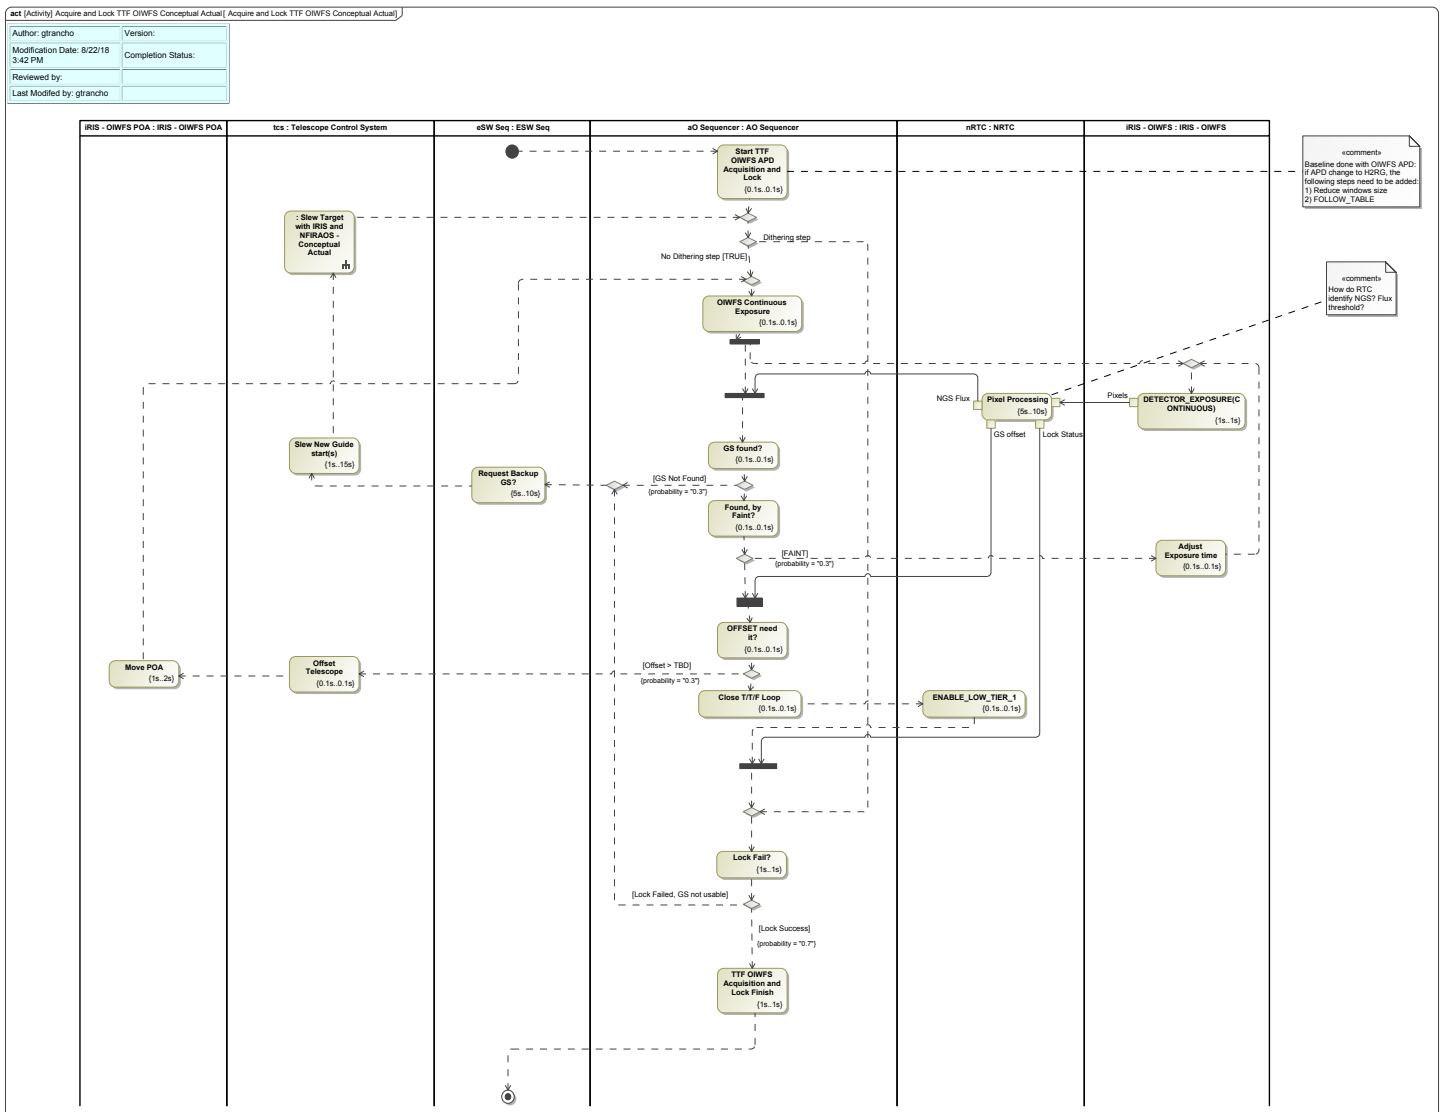 act [Activity] Acquire and Lock TTF OIWFS Conceptual Actual[ Acquire and Lock TTF OIWFS Conceptual Actual]
Author: gtrancho
Version:
Modification Date: 8/22/18
3:42 PM
Completion Status:
Reviewed by:
Last Modifed by: gtrancho
iRIS - OIWFS POA : IRIS - OIWFS POA
tcs : Telescope Control System
eSW Seq : ESW Seq
aO Sequencer : AO Sequencer
nRTC : NRTC
iRIS - OIWFS : IRIS - OIWFS
Start TTF
OIWFS APD
Acquisition and
Lock
{0.1s..0.1s}
«comment»
Baseline done with OIWFS APD:
if APD change to H2RG, the
following steps need to be added:
1) Reduce windows size
2) FOLLOW_TABLE
: Slew Target
with IRIS and
NFIRAOS -
Conceptual
Actual
Dithering step
No Dithering step [TRUE]
OIWFS Continuous
Exposure
{0.1s..0.1s}
«comment»
How do RTC
identify NGS? Flux
threshold?
NGS Flux
Pixel Processing
{5s..10s}
Pixels
DETECTOR_EXPOSURE(C
ONTINUOUS)
{1s..1s}
GS offset
Lock Status
Slew New Guide
start(s)
{1s..15s}
GS found?
{0.1s..0.1s}
Request Backup
GS?
{5s..10s}
[GS Not Found]
{probability = "0.3"}
Found, by
Faint?
{0.1s..0.1s}
[FAINT]
{probability = "0.3"}
Adjust
Exposure time
{0.1s..0.1s}
OFFSET need
it?
{0.1s..0.1s}
Move POA
{1s..2s}
Offset
Telescope
{0.1s..0.1s}
[Offset > TBD]
{probability = "0.3"}
Close T/T/F Loop
{0.1s..0.1s}
ENABLE_LOW_TIER_1
{0.1s..0.1s}
Lock Fail?
{1s..1s}
[Lock Failed, GS not usable]
[Lock Success]
{probability = "0.7"}
TTF OIWFS
Acquisition and
Lock Finish
{1s..1s}